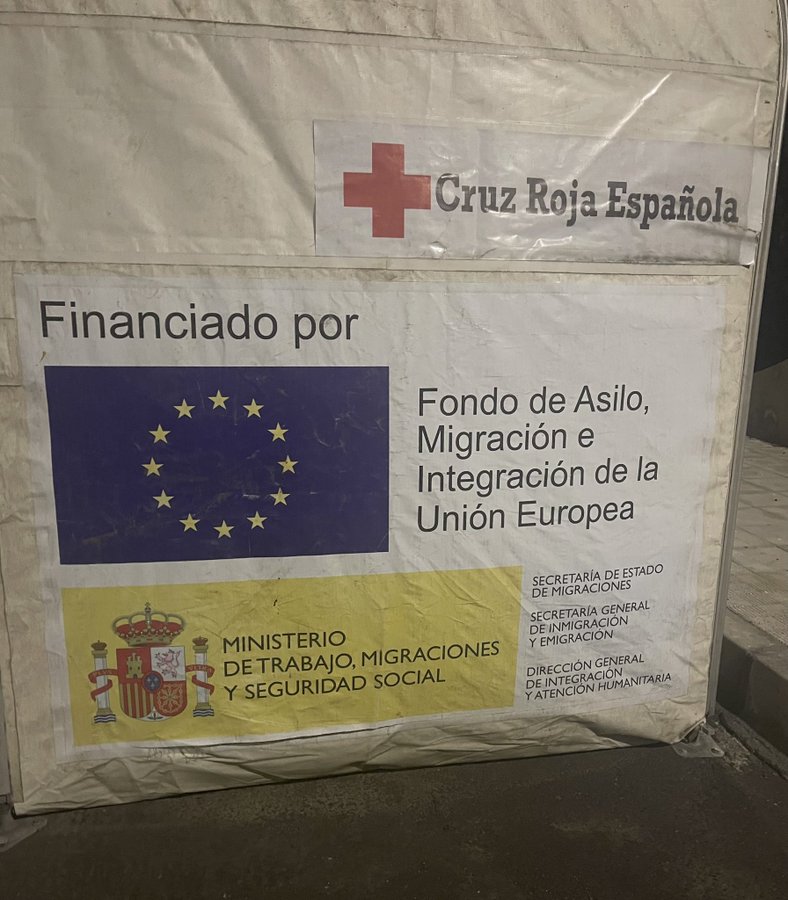 Cruz Roja Española
Financiado por
Fondo de Asilo,
Migración e
Integración de la
Unión Europea
MINISTERIO
DE TRABAJO, MIGRACIONES
Y SEGURIDAD SOCIAL
SECRETARÍA DE ESTADO
DE MIGRACIONES
SECRETARÍA GENERAL
DE INMIGRACIÓN
Y EMIGRACIÓN
DIRECCIÓN GENERAL
DE INTEGRACIÓN
Y ATENCIÓN HUMANITARIA